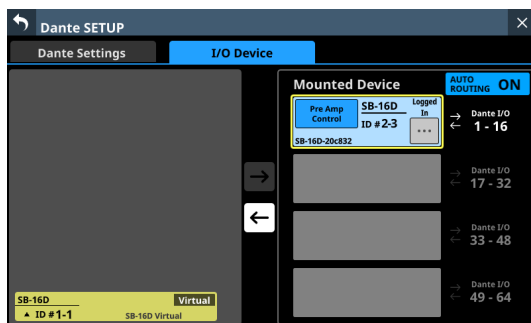 Dante SETUP
Dante Settings
I/O Device
Mounted Device
AUTO ROUTING ON
Pre Amp Control
SB-16D
ID #2-3
Logged In
...
SB-16D-20c832
Dante I/O
1 - 16
Dante I/O
17 - 32
Dante I/O
33 - 48
Dante I/O
49 - 64
SB-16D
Virtual
ID #1-1
SB-16D Virtual